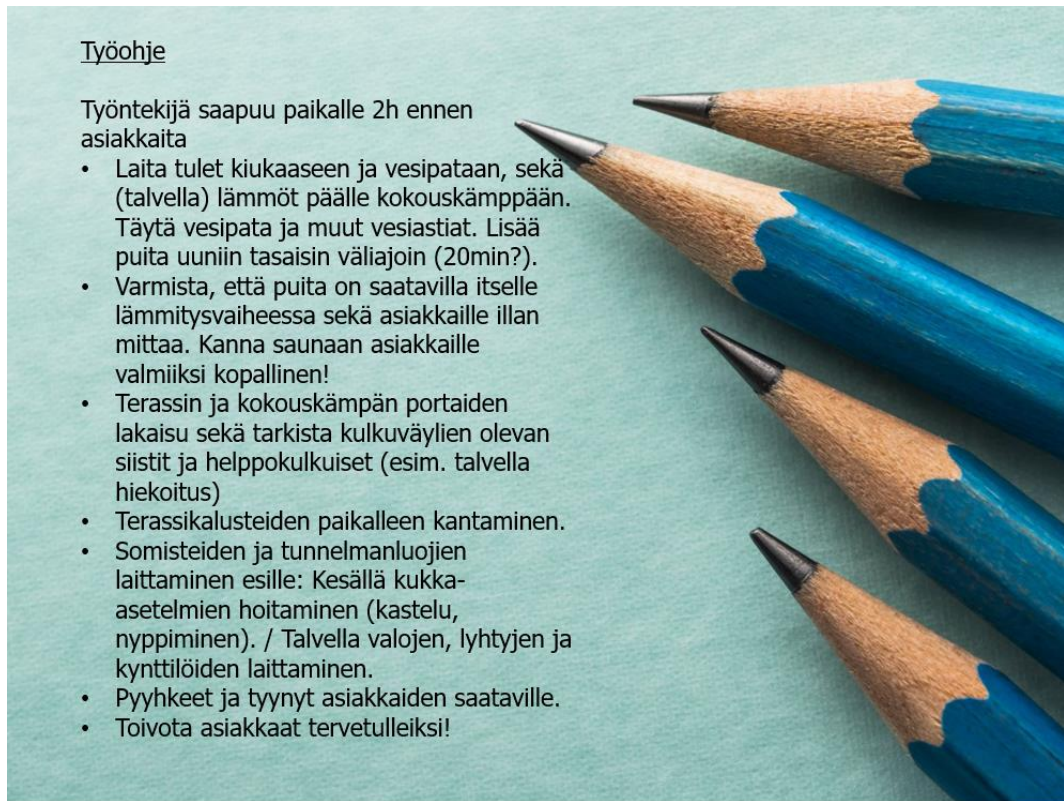 Työohje
Työntekijä saapuu paikalle 2h ennen
asiakkaita
• Laita tulet kiukaaseen ja vesipataan, sekä
(talvella) lämmöt päälle kokouskämppään.
Täytä vesipata ja muut vesiastiat. Lisää
puita uuniin tasaisin väliajoin (20min?).
• Varmista, että puita on saatavilla itselle
lämmitysvaiheessa sekä asiakkaille illan
mittaa. Kanna saunaan asiakkaille
valmiiksi kopallinen!
• Terassin ja kokouskämpän portaiden
lakaisu sekä tarkista kulkuväylien olevan
siistit ja helppokulkuiset (esim. talvella
hiekoitus)
• Terassikalusteiden paikalleen kantaminen.
• Somisteiden ja tunnelmanluojien
laittaminen esille: Kesällä kukka-
asetelmien hoitaminen (kastelu,
nyppiminen). / Talvella valojen, lyhtyjen ja
kynttilöiden laittaminen.
• Pyyhkeet ja tyynyt asiakkaiden saataville.
• Toivota asiakkaat tervetulleiksi!